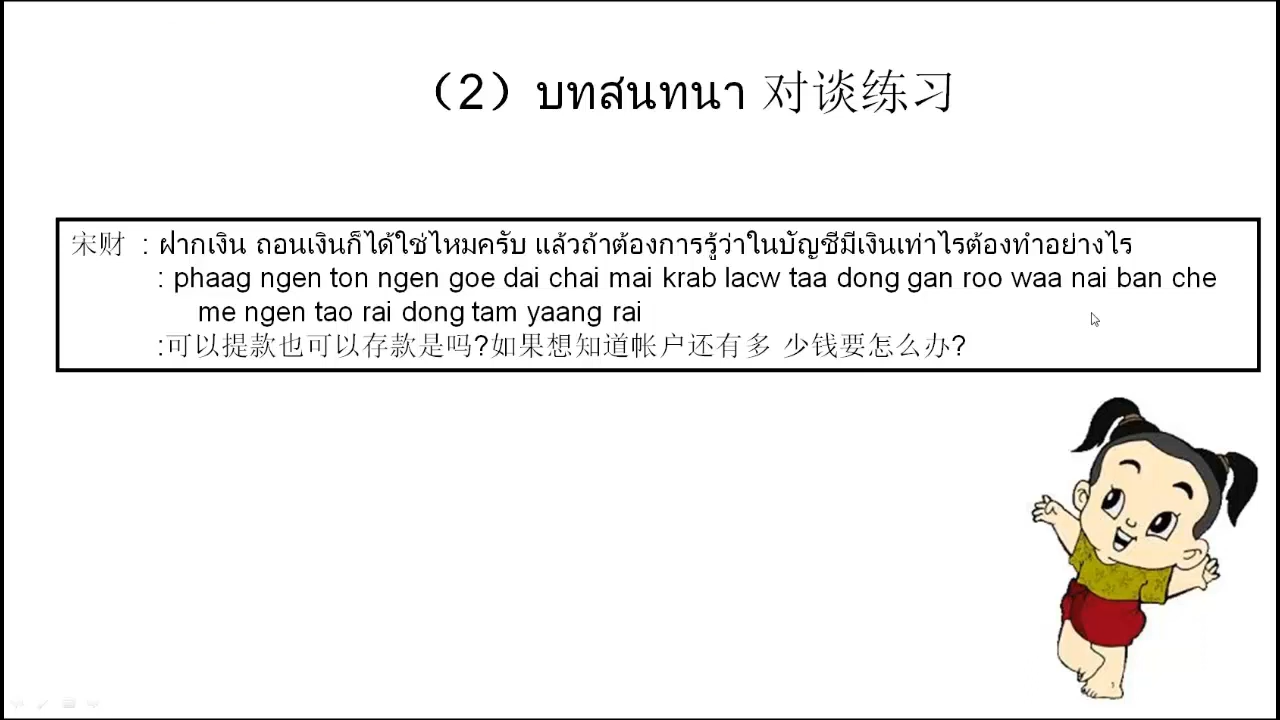 （2）บทสนทนา 对谈练习
宋财 : ฝากเงิน ถอนเงินก็ได้ใช่ไหมครับ แล้วถ้าต้องการรู้ว่าในบัญชีมีเงินเท่าไรต้องทำอย่างไร
: phaag ngen ton ngen goe dai chai mai krab lacw taa dong gan roo waa nai ban che
me ngen tao rai dong tam yaang rai
:可以提款也可以存款是吗?如果想知道帐户还有多 少钱要怎么办?